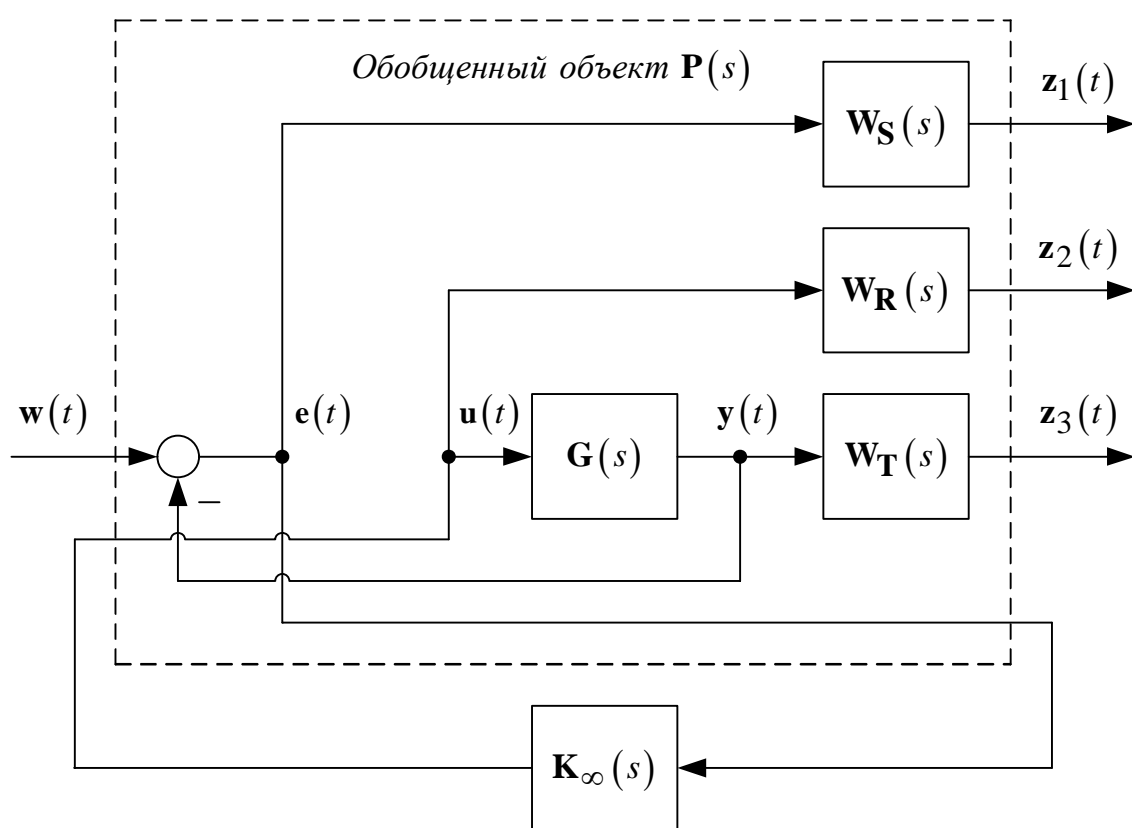 Обобщенный объект P(s)
W_S(s)
z_1(t)
W_R(s)
z_2(t)
w(t)
e(t)
u(t)
G(s)
y(t)
W_T(s)
z_3(t)
−
K_∞(s)